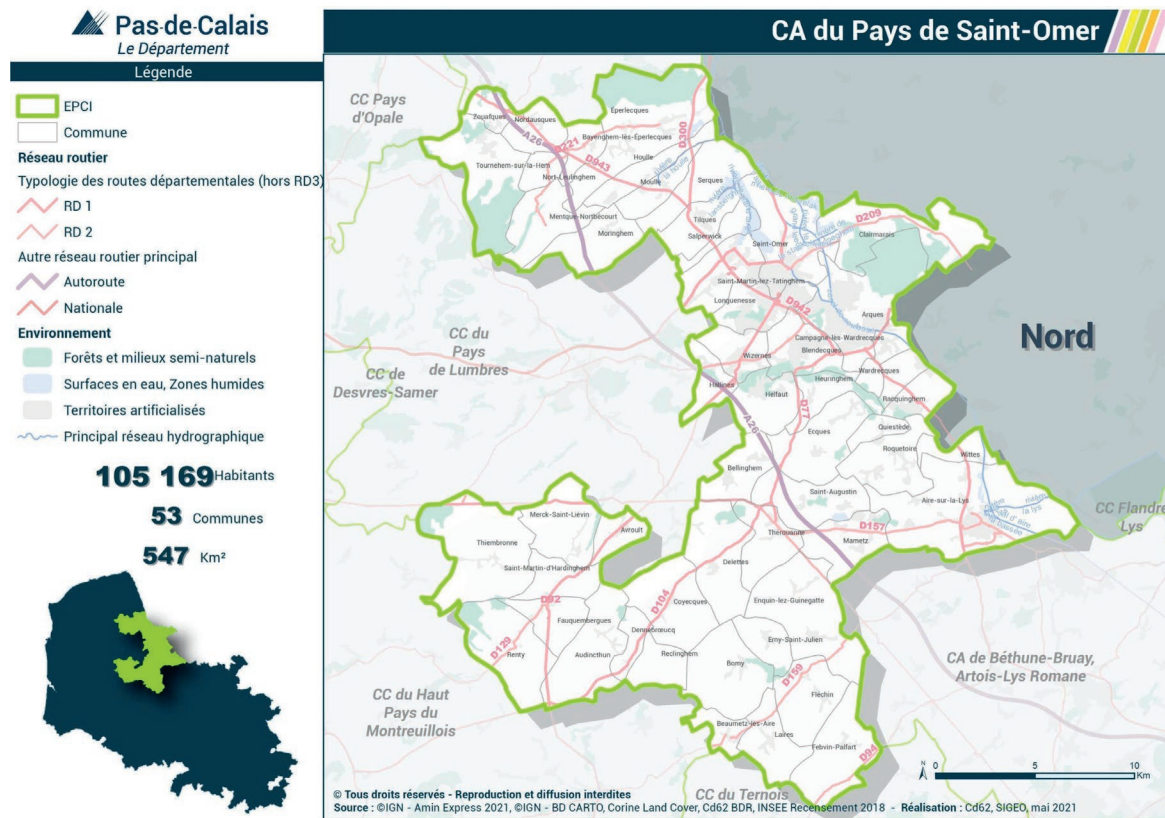 Pas-de-Calais
Le Département
Légende
EPCI
Commune
Réseau routier
Typologie des routes départementales (hors RD3)
RD 1
RD 2
Autre réseau routier principal
Autoroute
Nationale
Environnement
Forêts et milieux semi-naturels
Surfaces en eau, Zones humides
Territoires artificialisés
Principal réseau hydrographique
105 169 Habitants
53 Communes
547 Km²
CA du Pays de Saint-Omer
CC Pays
d'Opale
Zouafques
Nordausques
Éperlecques
A26
D221
Bayenghem-lès-Éperlecques
D300
D943
Houlle
Tournehem-sur-la-Hem
Nort-Leulinghem
Moulle
Serques
Mentque-Nortbécourt
Moringhem
Tilques
Salperwick
Saint-Omer
D209
Clairmarais
Saint-Martin-lez-Tatinghem
Longuenesse
D942
Arques
Nord
CC du
Pays
de Lumbres
CC de
Desvres-Samer
Campagne-lès-Wardrecques
Blendecques
Wizernes
Wardrecques
Hallines
Heuringhem
Helfaut
Racquinghem
D77
A26
Ecques
Quiestède
Roquetoire
Wittes
Bellinghem
Saint-Augustin
Aire-sur-la-Lys
la lys
CC Flandre
Lys
D157
Thérouanne
Mametz
Merck-Saint-Liévin
Avroult
Thiembronne
Saint-Martin-d'Hardinghem
Delettes
D92
D104
Coyecques
Enquin-lez-Guinegatte
Fauquembergues
Dennebrœucq
D129
Renty
Audincthun
Reclinghem
Erny-Saint-Julien
Bomy
D159
Fléchin
CA de Béthune-Bruay,
Artois-Lys Romane
CC du Haut
Pays du
Montreuillois
Beaumetz-lès-Aire
Laires
Febvin-Palfart
D94
CC du Ternois
N
0 5 10
Km
© Tous droits réservés - Reproduction et diffusion interdites
Source : ©IGN - Amin Express 2021, ©IGN - BD CARTO, Corine Land Cover, Cd62 BDR, INSEE Recensement 2018 - Réalisation : Cd62, SIGEO, mai 2021